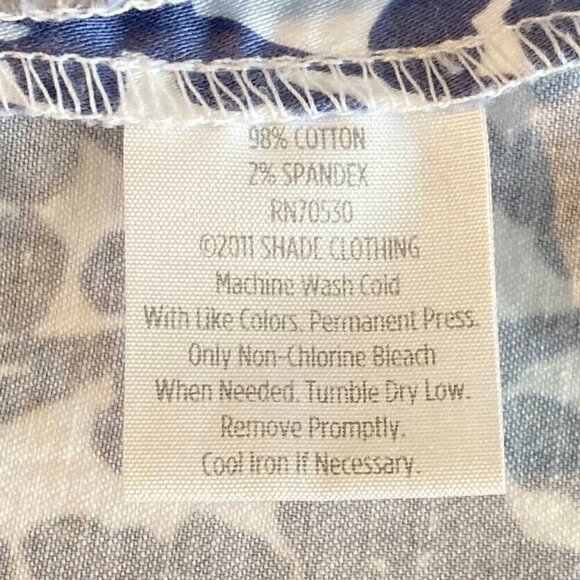 98% COTTON
2% SPANDEX
RN70530
©2011 SHADE CLOTHING
Machine Wash Cold
With Like Colors. Permanent Press.
Only Non-Chlorine Bleach
When Needed. Tumble Dry Low.
Remove Promptly.
Cool Iron If Necessary.